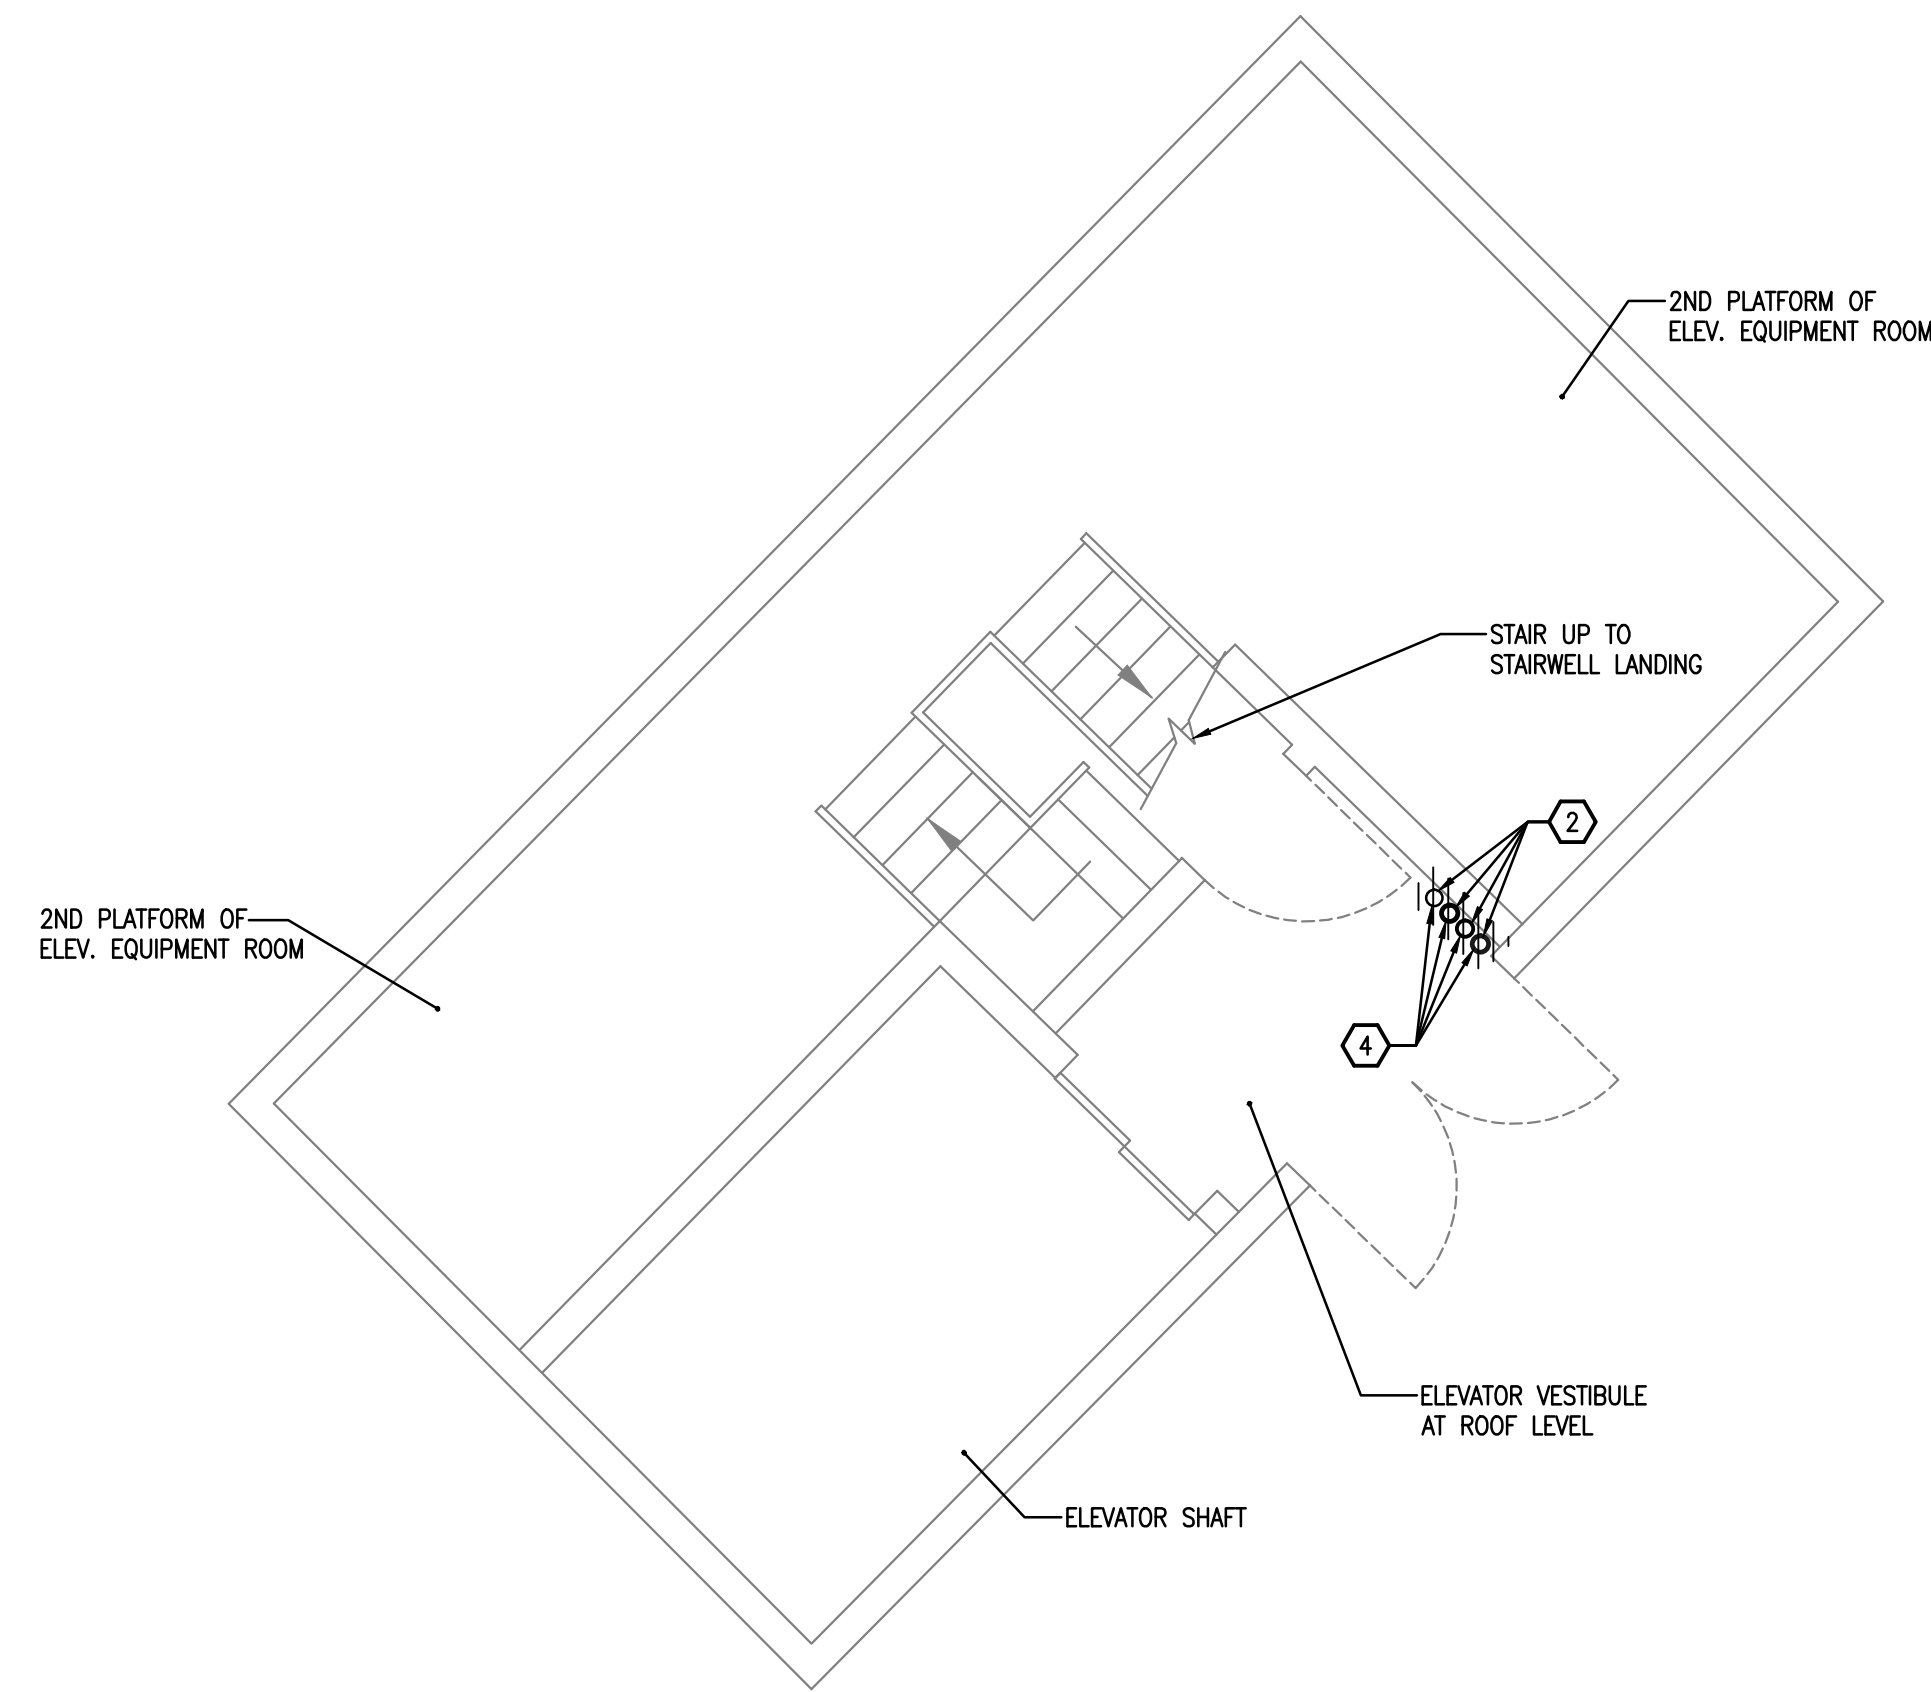 2ND PLATFORM OF
ELEV. EQUIPMENT ROOM
STAIR UP TO
STAIRWELL LANDING
2
2ND PLATFORM OF
ELEV. EQUIPMENT ROOM
4
ELEVATOR VESTIBULE
AT ROOF LEVEL
ELEVATOR SHAFT